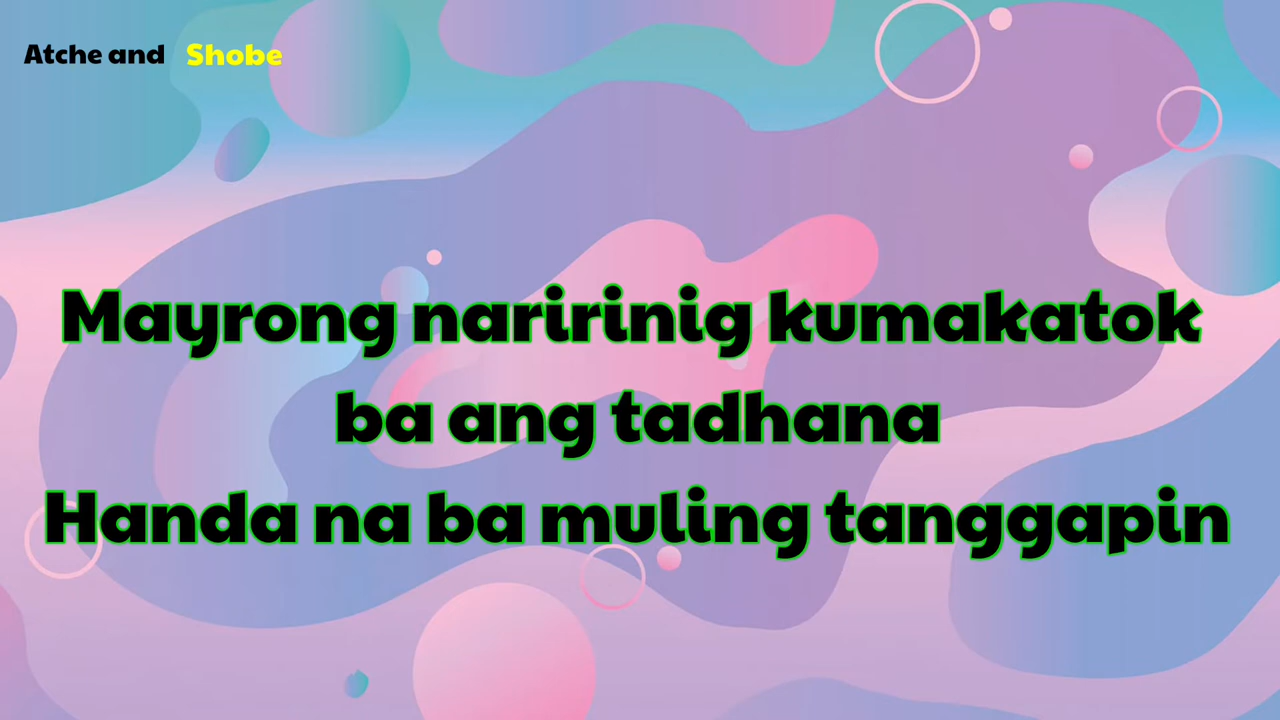 Atche and Shobe
Mayrong naririnig kumakatok
ba ang tadhana
Handa na ba muling tanggapin